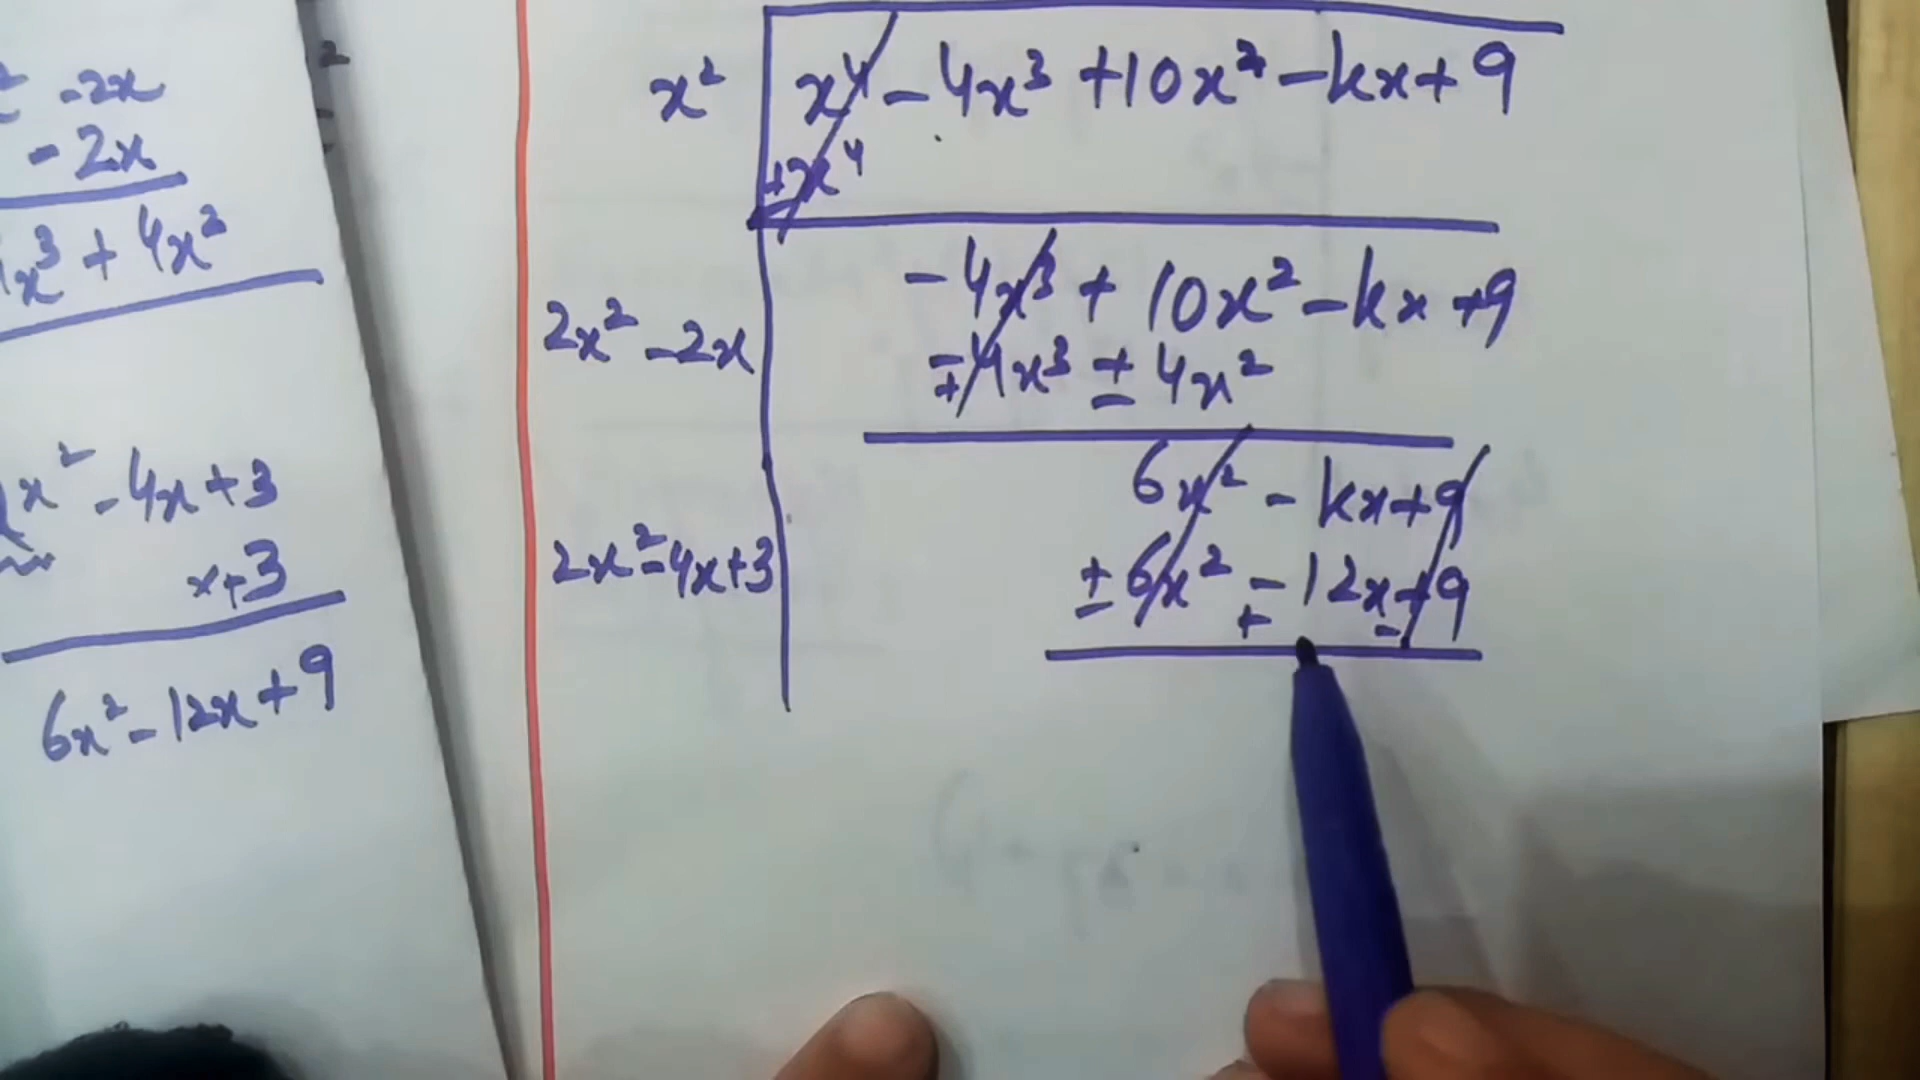 -2x
- 2x
x³ + 4x²
x² - 4x + 3
x + 3
6x² - 12x + 9
x² x⁴ - 4x³ + 10x² - kx + 9
± x⁴
- 4x³ + 10x² - kx + 9
2x² - 2x ∓ 4x³ ± 4x²
6x² - kx + 9
2x² - 4x + 3 ± 6x² - 12x + 9
+ -